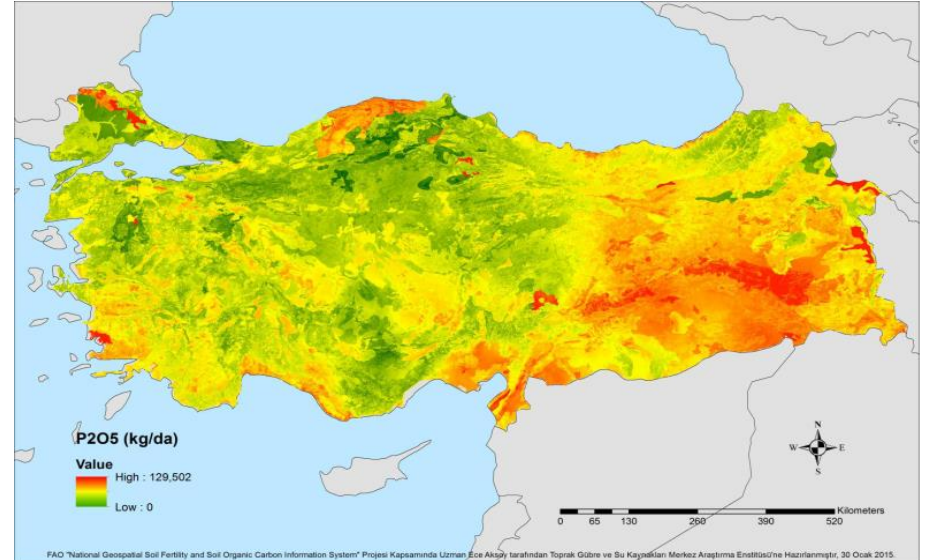 N
W E
S
P2O5 (kg/da)
Value
High : 129,502
Low : 0
Kilometers
0 65 130 260 390 520
FAO "National Geospatial Soil Fertility and Soil Organic Carbon Information System" Projesi Kapsamında Uzman Ece Aksoy tarafından Toprak Gübre ve Su Kaynakları Merkez Araştırma Enstitüsü'ne Hazırlanmıştır, 30 Ocak 2015.